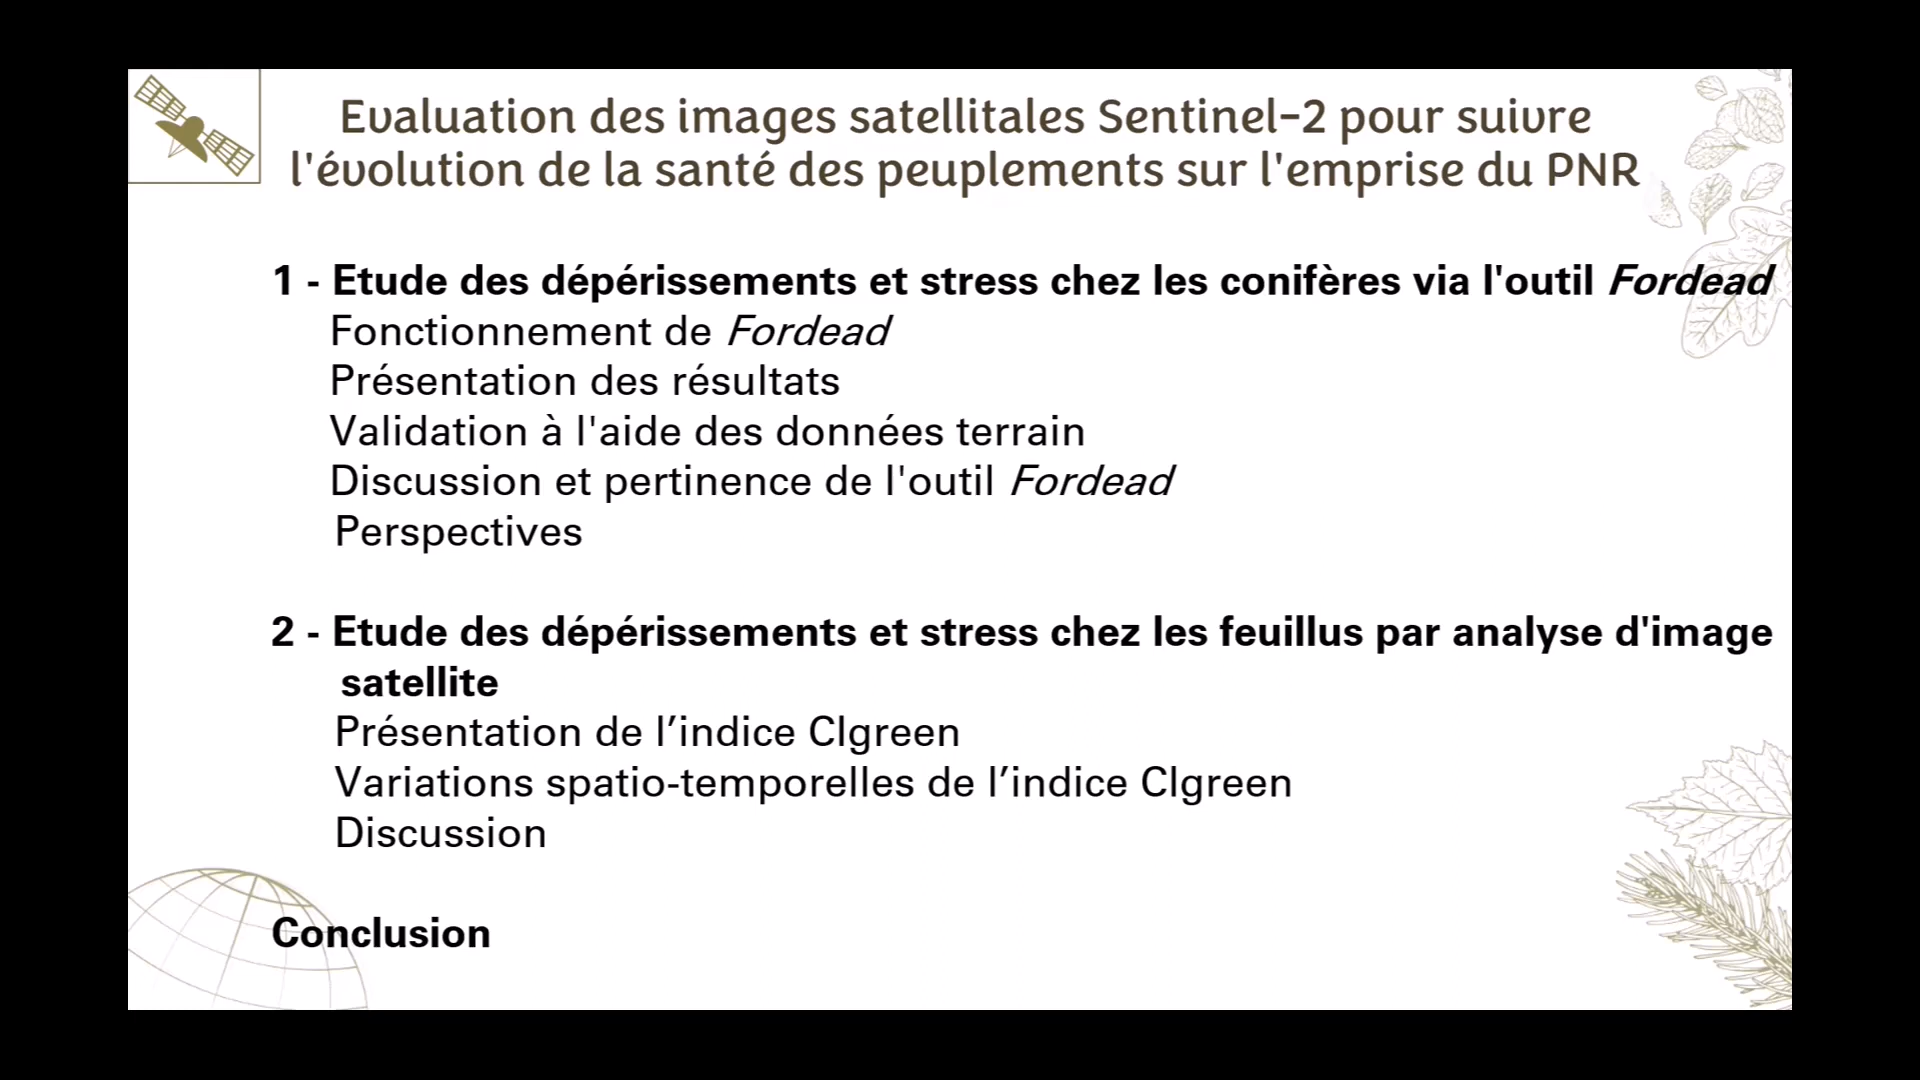 Evaluation des images satellitales Sentinel-2 pour suivre
l'évolution de la santé des peuplements sur l'emprise du PNR
1 - Etude des dépérissements et stress chez les conifères via l'outil Fordead
Fonctionnement de Fordead
Présentation des résultats
Validation à l'aide des données terrain
Discussion et pertinence de l'outil Fordead
Perspectives
2 - Etude des dépérissements et stress chez les feuillus par analyse d'image
satellite
Présentation de l’indice CIgreen
Variations spatio-temporelles de l’indice CIgreen
Discussion
Conclusion